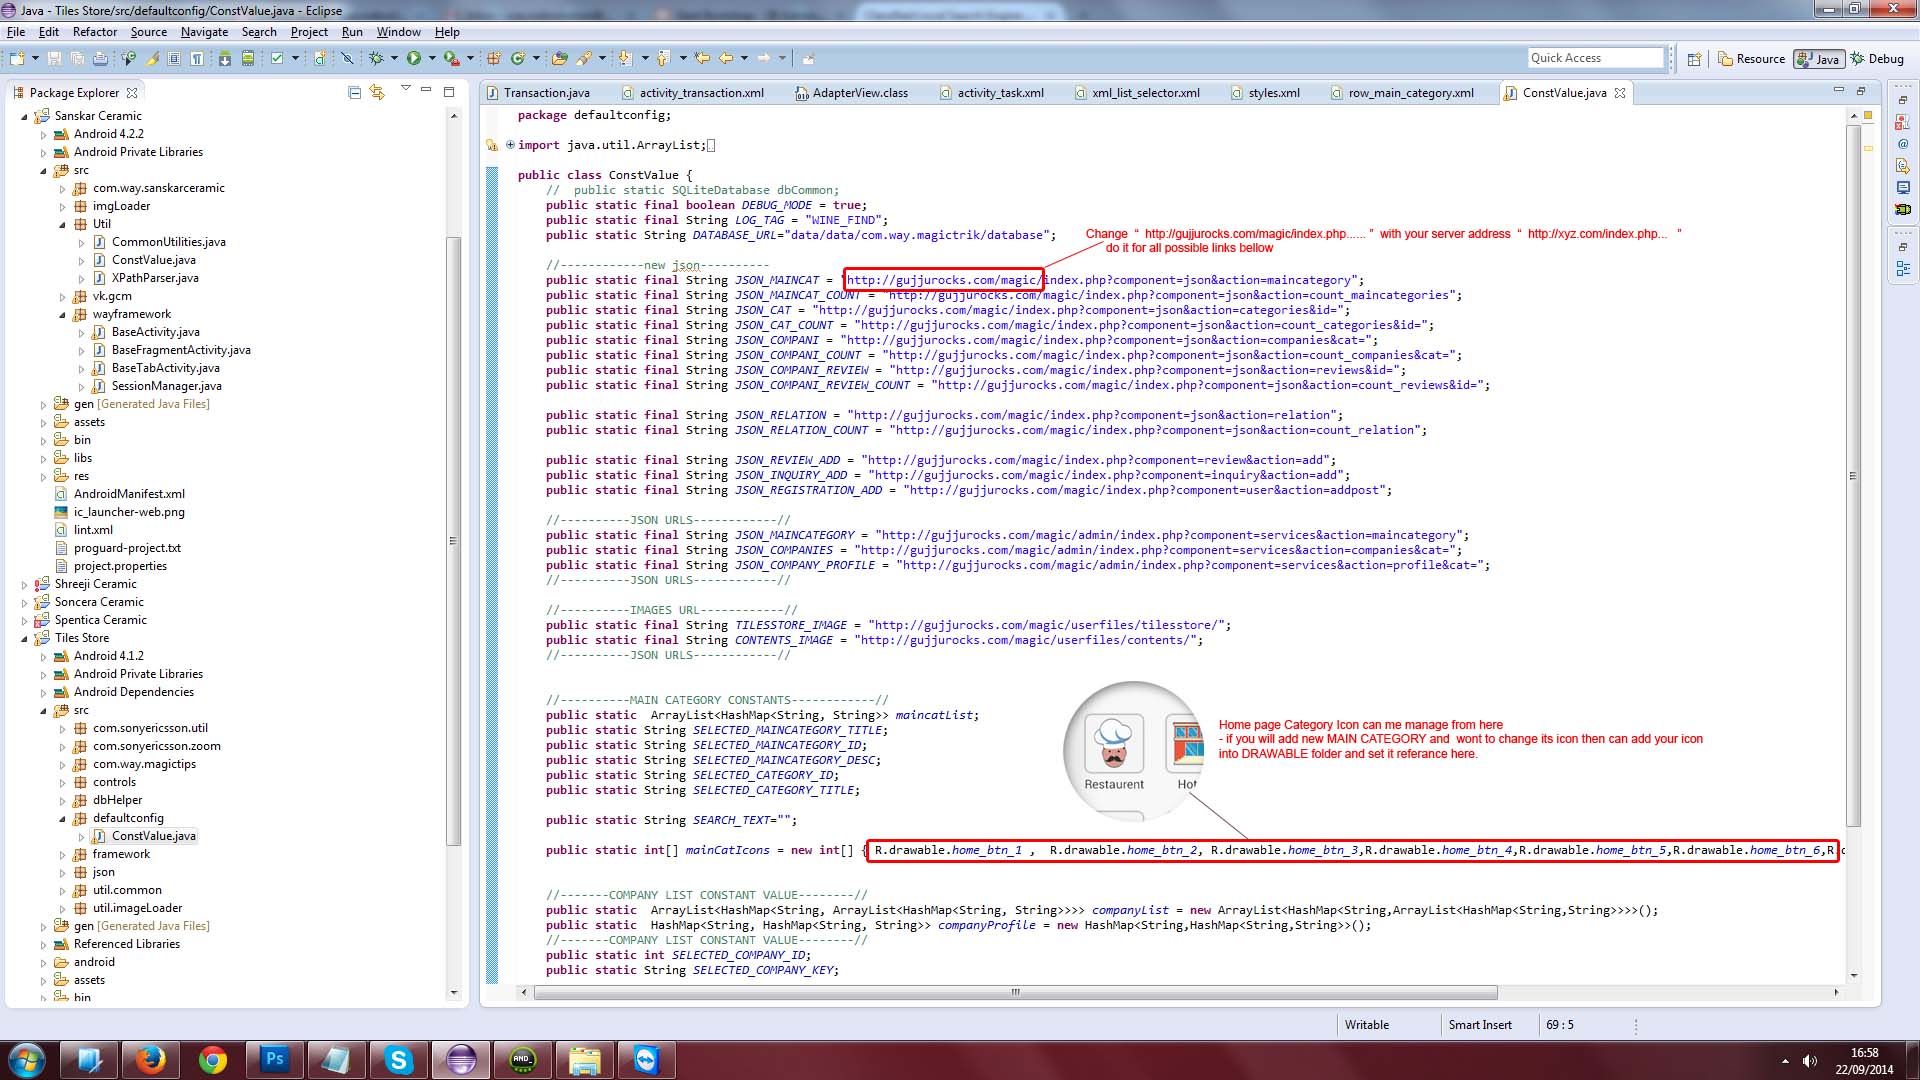 Java - Tiles Store/src/defaultconfig/ConstValue.java - Eclipse
File Edit Refactor Source Navigate Search Project Run Window Help
Quick Access Resource Java Debug
Package Explorer
Sanskar Ceramic
Android 4.2.2
Android Private Libraries
src
com.way.sanskarceramic
imgLoader
Util
CommonUtilities.java
ConstValue.java
XPathParser.java
vk.gcm
wayframework
BaseActivity.java
BaseFragmentActivity.java
BaseTabActivity.java
SessionManager.java
gen [Generated Java Files]
assets
bin
libs
res
AndroidManifest.xml
ic_launcher-web.png
lint.xml
proguard-project.txt
project.properties
Shreeji Ceramic
Soncera Ceramic
Spentica Ceramic
Tiles Store
Android 4.1.2
Android Private Libraries
Android Dependencies
src
com.sonyericsson.util
com.sonyericsson.zoom
com.way.magictips
controls
dbHelper
defaultconfig
ConstValue.java
framework
json
util.common
util.imageLoader
gen [Generated Java Files]
Referenced Libraries
android
assets
bin
Transaction.java activity_transaction.xml AdapterView.class activity_task.xml xml_list_selector.xml styles.xml row_main_category.xml ConstValue.java
package defaultconfig;
import java.util.ArrayList;
public class ConstValue {
// public static SQLiteDatabase dbCommon;
public static final boolean DEBUG_MODE = true;
public static final String LOG_TAG = "WINE_FIND";
public static String DATABASE_URL="data/data/com.way.magictrik/database";
Change “ http://gujjurocks.com/magic/index.php...... ” with your server address “ http://xyz.com/index.php... ”
do it for all possible links bellow
//------------new json----------
public static final String JSON_MAINCAT = "http://gujjurocks.com/magic/index.php?component=json&action=maincategory";
public static final String JSON_MAINCAT_COUNT = "http://gujjurocks.com/magic/index.php?component=json&action=count_maincategories";
public static final String JSON_CAT = "http://gujjurocks.com/magic/index.php?component=json&action=categories&id=";
public static final String JSON_CAT_COUNT = "http://gujjurocks.com/magic/index.php?component=json&action=count_categories&id=";
public static final String JSON_COMPANI = "http://gujjurocks.com/magic/index.php?component=json&action=companies&cat=";
public static final String JSON_COMPANI_COUNT = "http://gujjurocks.com/magic/index.php?component=json&action=count_companies&cat=";
public static final String JSON_COMPANI_REVIEW = "http://gujjurocks.com/magic/index.php?component=json&action=reviews&id=";
public static final String JSON_COMPANI_REVIEW_COUNT = "http://gujjurocks.com/magic/index.php?component=json&action=count_reviews&id=";
public static final String JSON_RELATION = "http://gujjurocks.com/magic/index.php?component=json&action=relation";
public static final String JSON_RELATION_COUNT = "http://gujjurocks.com/magic/index.php?component=json&action=count_relation";
public static final String JSON_REVIEW_ADD = "http://gujjurocks.com/magic/index.php?component=review&action=add";
public static final String JSON_INQUIRY_ADD = "http://gujjurocks.com/magic/index.php?component=inquiry&action=add";
public static final String JSON_REGISTRATION_ADD = "http://gujjurocks.com/magic/index.php?component=user&action=addpost";
//----------JSON URLS------------//
public static final String JSON_MAINCATEGORY = "http://gujjurocks.com/magic/admin/index.php?component=services&action=maincategory";
public static final String JSON_COMPANIES = "http://gujjurocks.com/magic/admin/index.php?component=services&action=companies&cat=";
public static final String JSON_COMPANY_PROFILE = "http://gujjurocks.com/magic/admin/index.php?component=services&action=profile&cat=";
//----------JSON URLS------------//
//----------IMAGES URL------------//
public static final String TILESSTORE_IMAGE = "http://gujjurocks.com/magic/userfiles/tilesstore/";
public static final String CONTENTS_IMAGE = "http://gujjurocks.com/magic/userfiles/contents/";
//----------JSON URLS------------//
//----------MAIN CATEGORY CONSTANTS------------//
public static ArrayList<HashMap<String, String>> maincatList;
public static String SELECTED_MAINCATEGORY_TITLE;
public static String SELECTED_MAINCATEGORY_ID;
public static String SELECTED_MAINCATEGORY_DESC;
public static String SELECTED_CATEGORY_ID;
public static String SELECTED_CATEGORY_TITLE;
Restaurent Hot
Home page Category Icon can me manage from here
- if you will add new MAIN CATEGORY and wont to change its icon then can add your icon
into DRAWABLE folder and set it referance here.
public static String SEARCH_TEXT="";
public static int[] mainCatIcons = new int[] { R.drawable.home_btn_1 , R.drawable.home_btn_2, R.drawable.home_btn_3,R.drawable.home_btn_4,R.drawable.home_btn_5,R.drawable.home_btn_6,R.d
//-------COMPANY LIST CONSTANT VALUE--------//
public static ArrayList<HashMap<String, ArrayList<HashMap<String, String>>>> companyList = new ArrayList<HashMap<String,ArrayList<HashMap<String,String>>>>();
public static HashMap<String, HashMap<String, String>> companyProfile = new HashMap<String,HashMap<String,String>>();
//-------COMPANY LIST CONSTANT VALUE--------//
public static int SELECTED_COMPANY_ID;
public static String SELECTED_COMPANY_KEY;
Writable Smart Insert 69 : 5
Ps AND_
16:58
22/09/2014